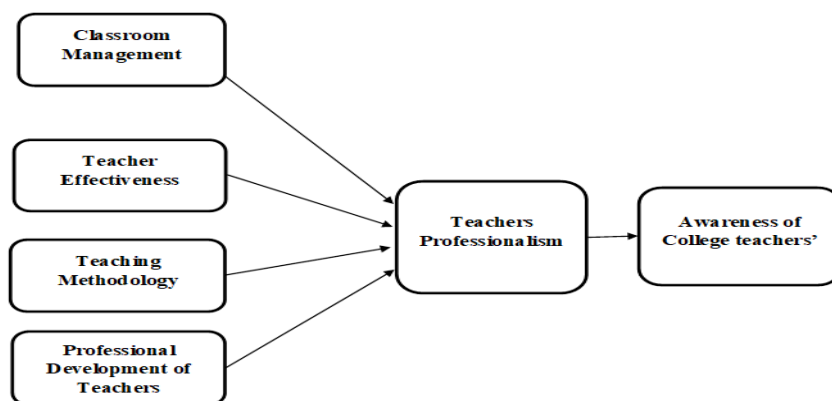 Classroom
Management
Teacher
Effectiveness
Teaching
Methodology
Professional
Development of
Teachers
Teachers
Professionalism
Awareness of
College teachers’